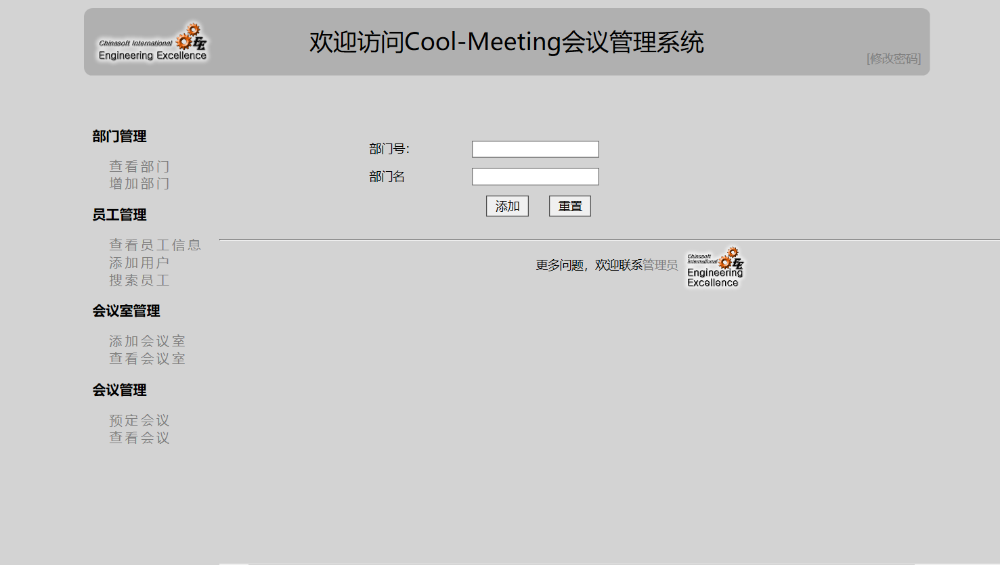 Chinasoft International
Engineering Excellence
欢迎访问Cool-Meeting会议管理系统
[修改密码]
部门管理
查看部门
增加部门
员工管理
查看员工信息
添加用户
搜索员工
会议室管理
添加会议室
查看会议室
会议管理
预定会议
查看会议
部门号：
部门名
添加 重置
更多问题，欢迎联系管理员
Chinasoft
International
Engineering
Excellence